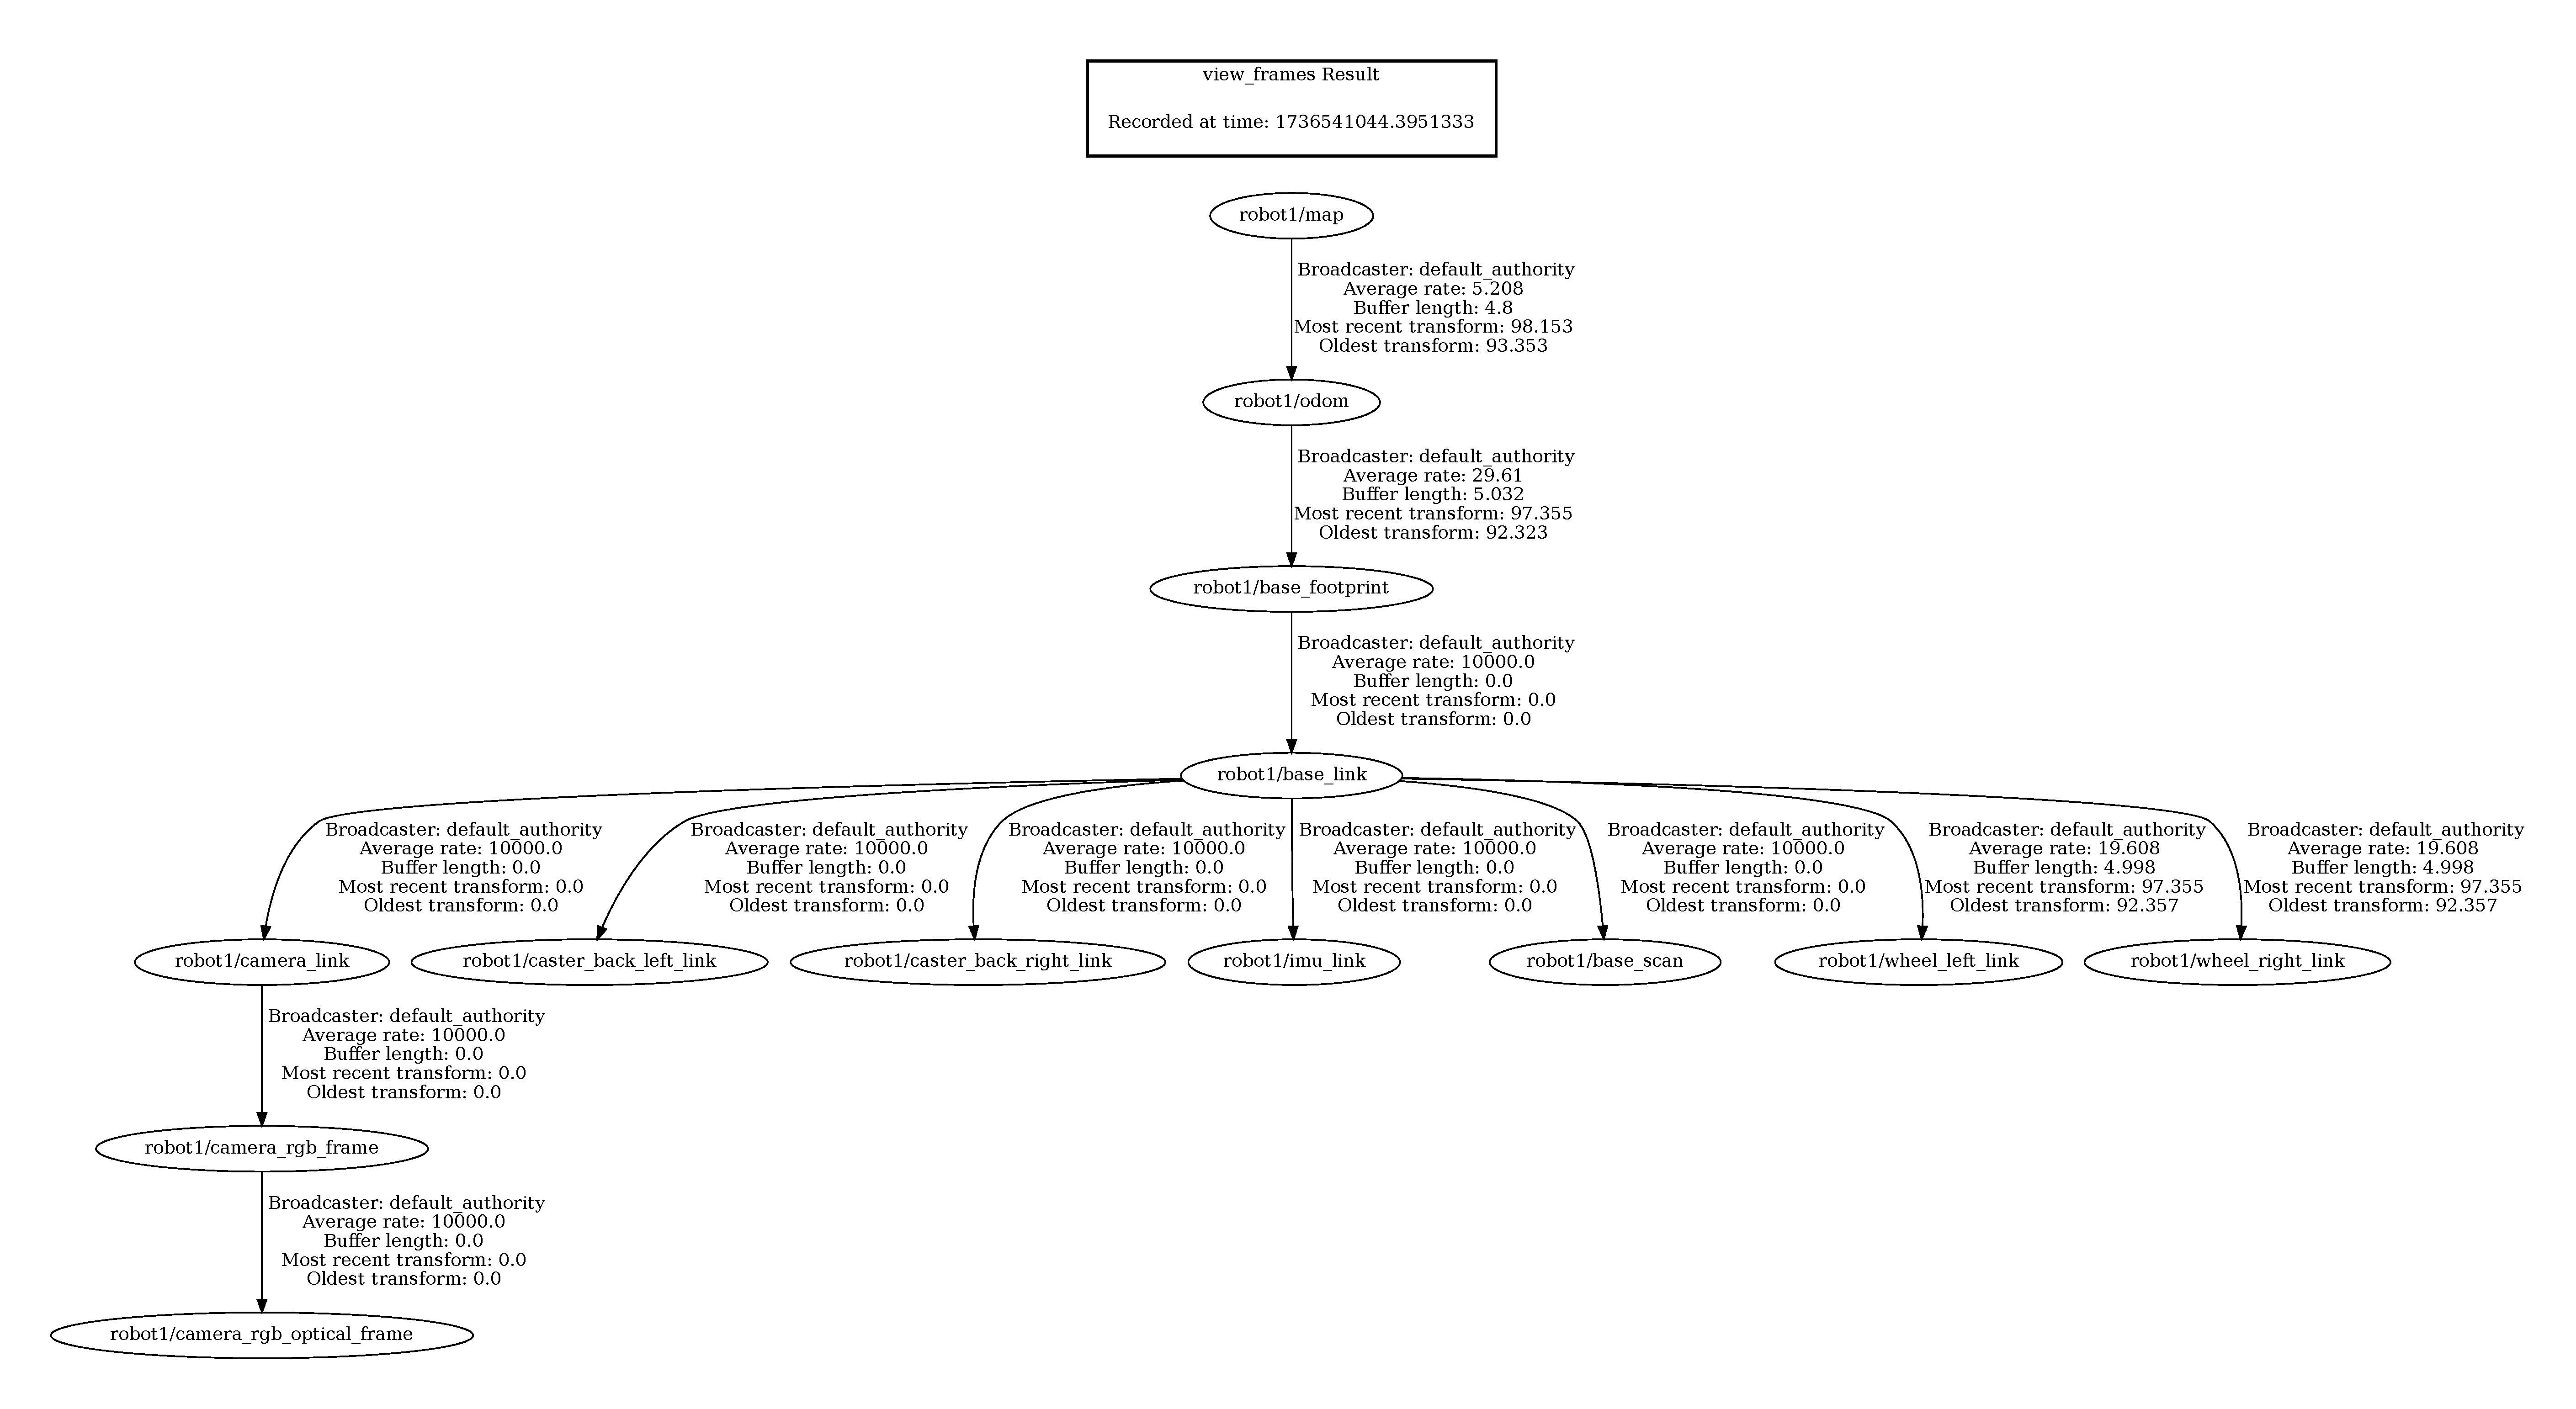 view_frames Result
Recorded at time: 1736541044.3951333
robot1/map
Broadcaster: default_authority
Average rate: 5.208
Buffer length: 4.8
Most recent transform: 98.153
Oldest transform: 93.353
robot1/odom
Broadcaster: default_authority
Average rate: 29.61
Buffer length: 5.032
Most recent transform: 97.355
Oldest transform: 92.323
robot1/base_footprint
Broadcaster: default_authority
Average rate: 10000.0
Buffer length: 0.0
Most recent transform: 0.0
Oldest transform: 0.0
robot1/base_link
Broadcaster: default_authority
Average rate: 10000.0
Buffer length: 0.0
Most recent transform: 0.0
Oldest transform: 0.0
Broadcaster: default_authority
Average rate: 10000.0
Buffer length: 0.0
Most recent transform: 0.0
Oldest transform: 0.0
Broadcaster: default_authority
Average rate: 10000.0
Buffer length: 0.0
Most recent transform: 0.0
Oldest transform: 0.0
Broadcaster: default_authority
Average rate: 10000.0
Buffer length: 0.0
Most recent transform: 0.0
Oldest transform: 0.0
Broadcaster: default_authority
Average rate: 10000.0
Buffer length: 0.0
Most recent transform: 0.0
Oldest transform: 0.0
Broadcaster: default_authority
Average rate: 19.608
Buffer length: 4.998
Most recent transform: 97.355
Oldest transform: 92.357
Broadcaster: default_authority
Average rate: 19.608
Buffer length: 4.998
Most recent transform: 97.355
Oldest transform: 92.357
robot1/camera_link
robot1/caster_back_left_link
robot1/caster_back_right_link
robot1/imu_link
robot1/base_scan
robot1/wheel_left_link
robot1/wheel_right_link
Broadcaster: default_authority
Average rate: 10000.0
Buffer length: 0.0
Most recent transform: 0.0
Oldest transform: 0.0
robot1/camera_rgb_frame
Broadcaster: default_authority
Average rate: 10000.0
Buffer length: 0.0
Most recent transform: 0.0
Oldest transform: 0.0
robot1/camera_rgb_optical_frame